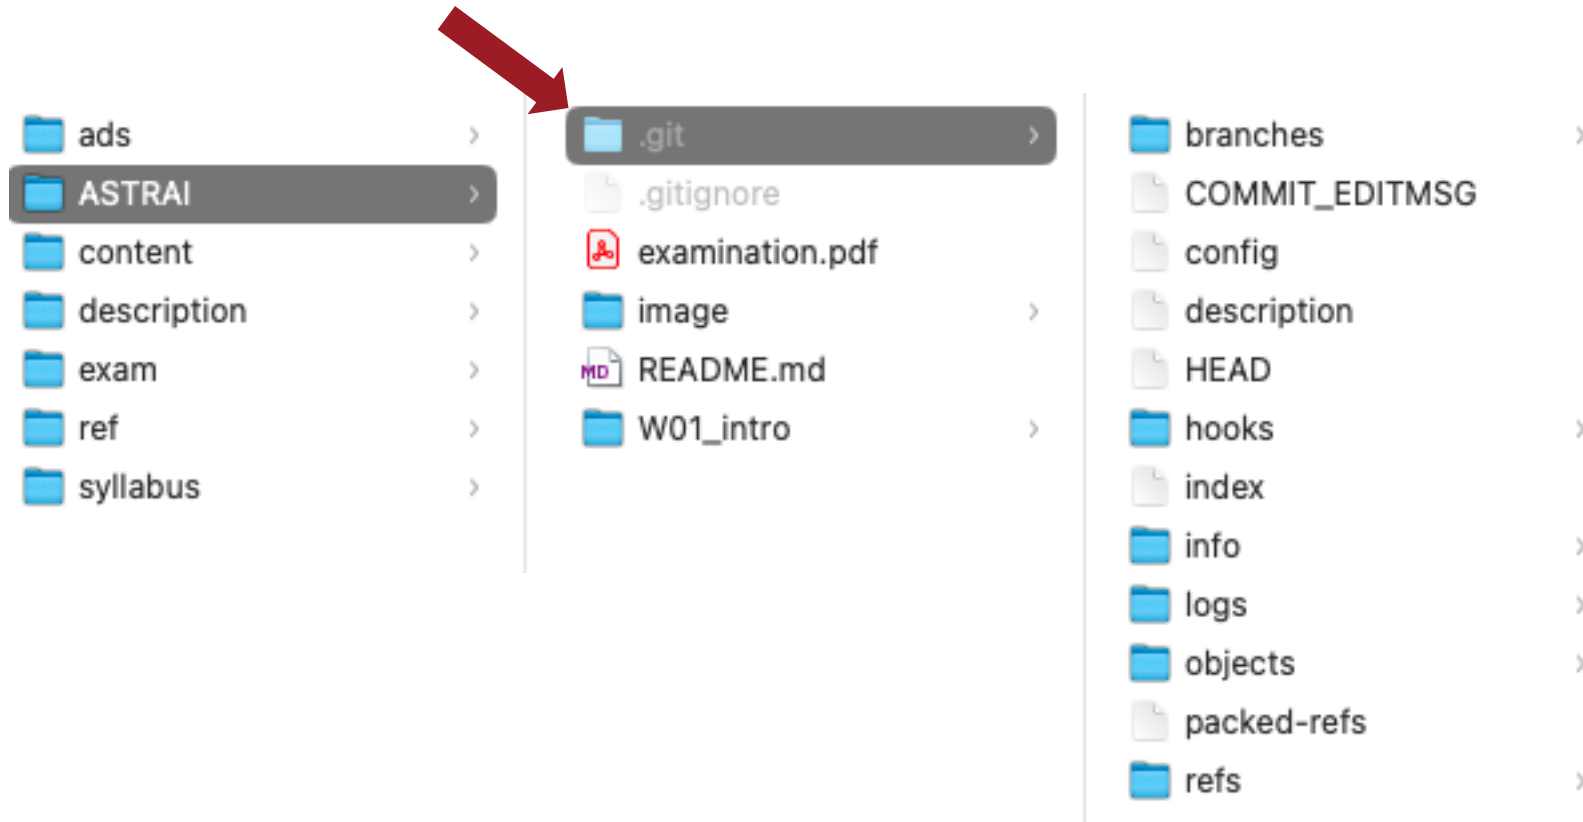 ads
ASTRAI
content
description
exam
ref
syllabus
.git
.gitignore
examination.pdf
image
MD README.md
W01_intro
branches
COMMIT_EDITMSG
config
description
HEAD
hooks
index
info
logs
objects
packed-refs
refs